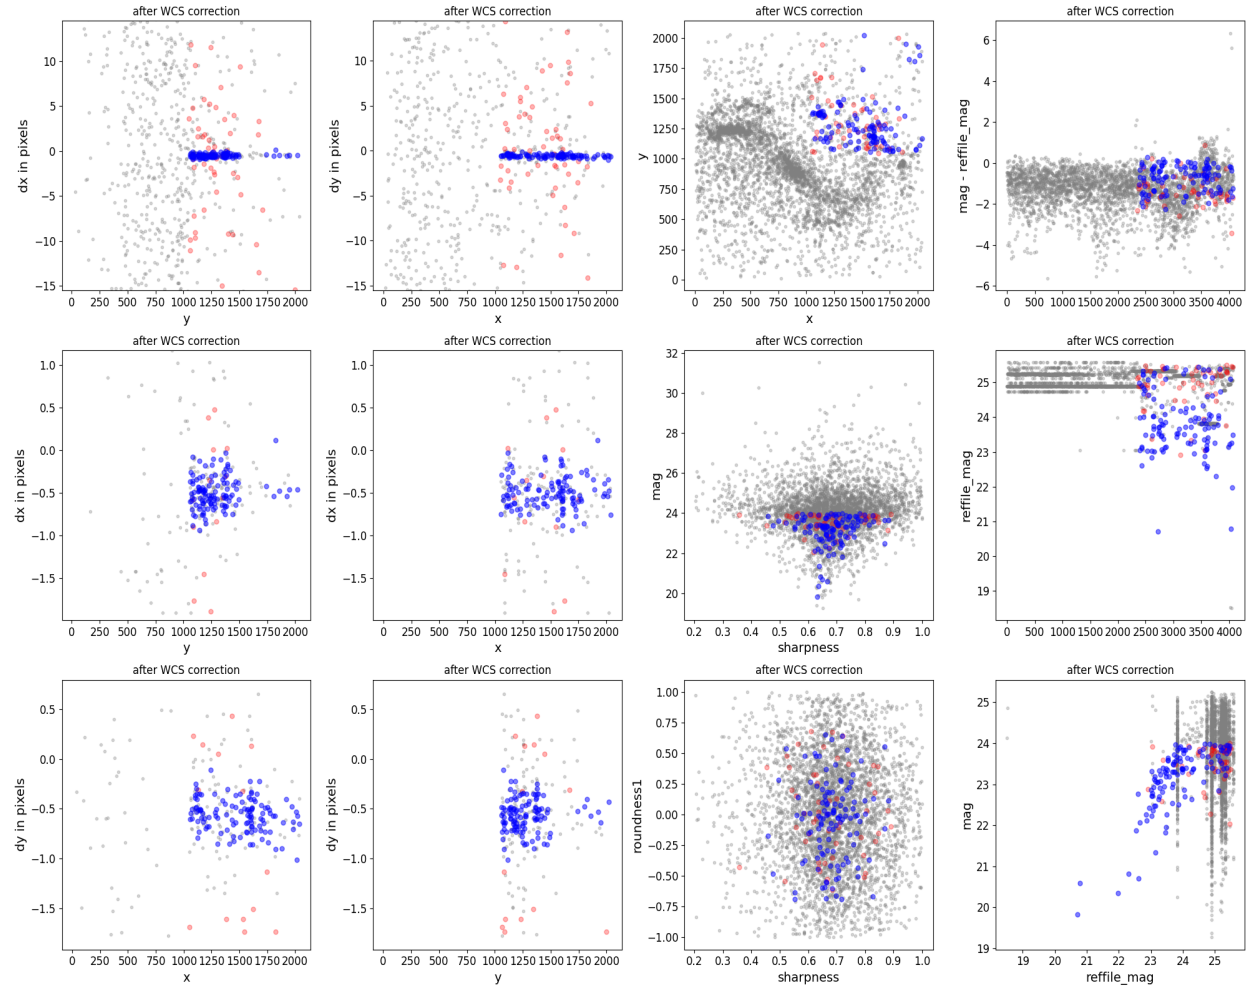 after WCS correction
after WCS correction
after WCS correction
after WCS correction
dx in pixels
10
5
0
−5
−10
−15
0 250 500 750 1000 1250 1500 1750 2000
y
dy in pixels
10
5
0
−5
−10
−15
0 250 500 750 1000 1250 1500 1750 2000
x
y
2000
1750
1500
1250
1000
750
500
250
0
0 250 500 750 1000 1250 1500 1750 2000
x
mag - reffile_mag
6
4
2
0
−2
−4
−6
0 500 1000 1500 2000 2500 3000 3500 4000
after WCS correction
after WCS correction
after WCS correction
after WCS correction
dx in pixels
1.0
0.5
0.0
−0.5
−1.0
−1.5
0 250 500 750 1000 1250 1500 1750 2000
y
dx in pixels
1.0
0.5
0.0
−0.5
−1.0
−1.5
0 250 500 750 1000 1250 1500 1750 2000
x
mag
32
30
28
26
24
22
20
0.2 0.3 0.4 0.5 0.6 0.7 0.8 0.9 1.0
sharpness
reffile_mag
25
24
23
22
21
20
19
0 500 1000 1500 2000 2500 3000 3500 4000
after WCS correction
after WCS correction
after WCS correction
after WCS correction
dy in pixels
0.5
0.0
−0.5
−1.0
−1.5
0 250 500 750 1000 1250 1500 1750 2000
x
dy in pixels
0.5
0.0
−0.5
−1.0
−1.5
0 250 500 750 1000 1250 1500 1750 2000
y
roundness1
1.00
0.75
0.50
0.25
0.00
−0.25
−0.50
−0.75
−1.00
0.2 0.3 0.4 0.5 0.6 0.7 0.8 0.9 1.0
sharpness
mag
25
24
23
22
21
20
19
19 20 21 22 23 24 25
reffile_mag